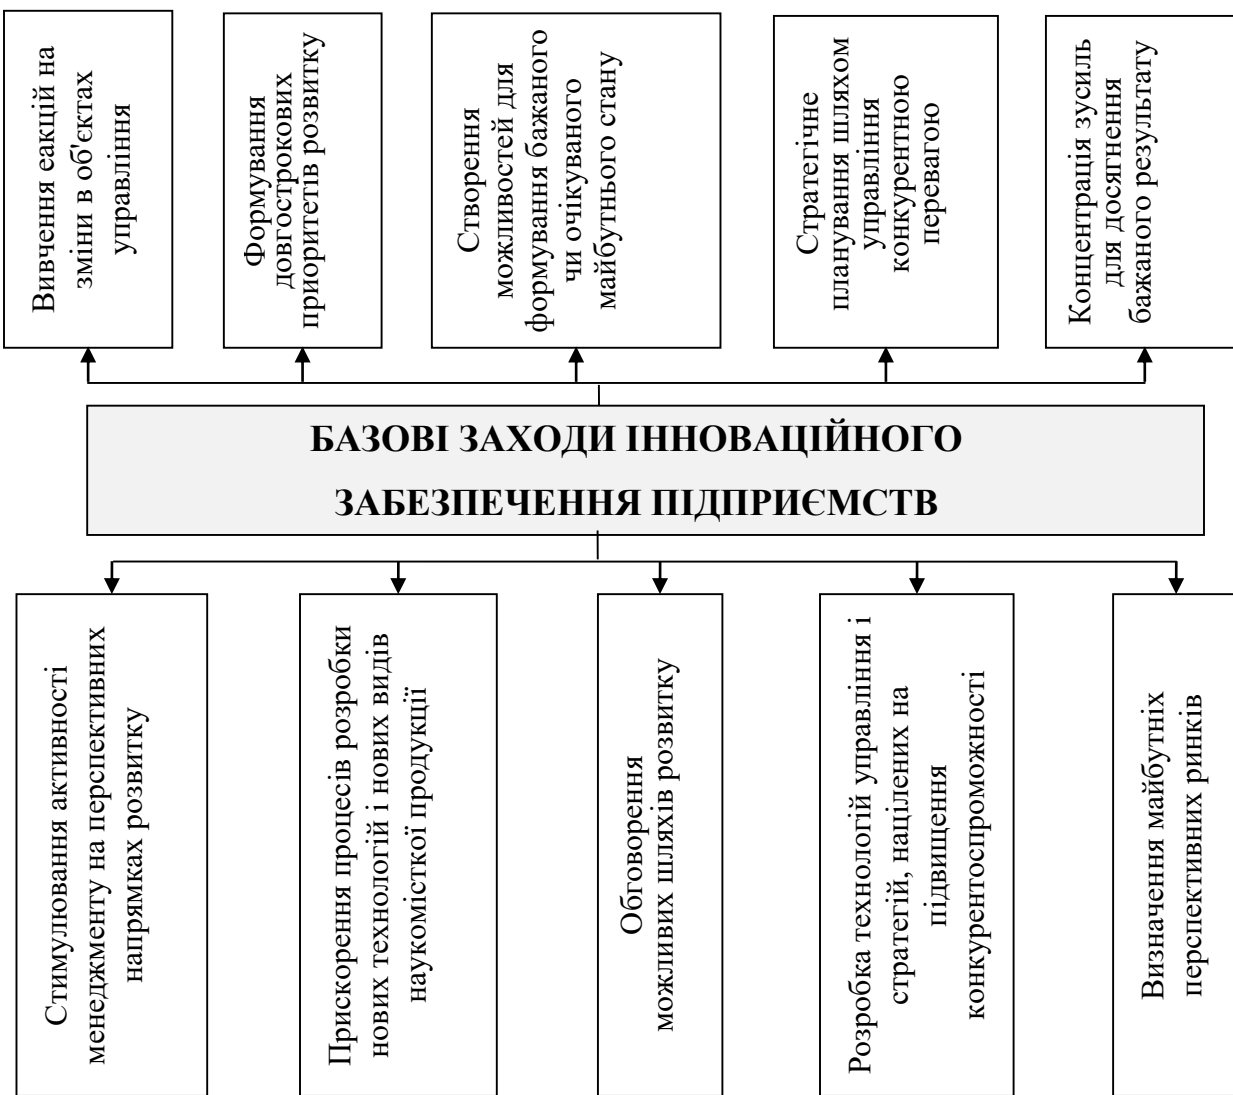 Вивчення еакцій на
зміни в об'єктах
управління
Формування
довгострокових
приоритетів розвитку
Створення
можливостей для
формування бажаного
чи очікуваного
майбутнього стану
Стратегічне
планування шляхом
управління
конкурентною
перевагою
Концентрація зусиль
для досягнення
бажаного результату
БАЗОВІ ЗАХОДИ ІННОВАЦІЙНОГО
ЗАБЕЗПЕЧЕННЯ ПІДПРИЄМСТВ
Стимулювання активності
менеджменту на перспективних
напрямках розвитку
Прискорення процесів розробки
нових технологій і нових видів
наукомісткої продукції
Обговорення
можливих шляхів розвитку
Розробка технологій управління і
стратегій, націлених на
підвищення
конкурентоспроможності
Визначення майбутніх
перспективних ринків